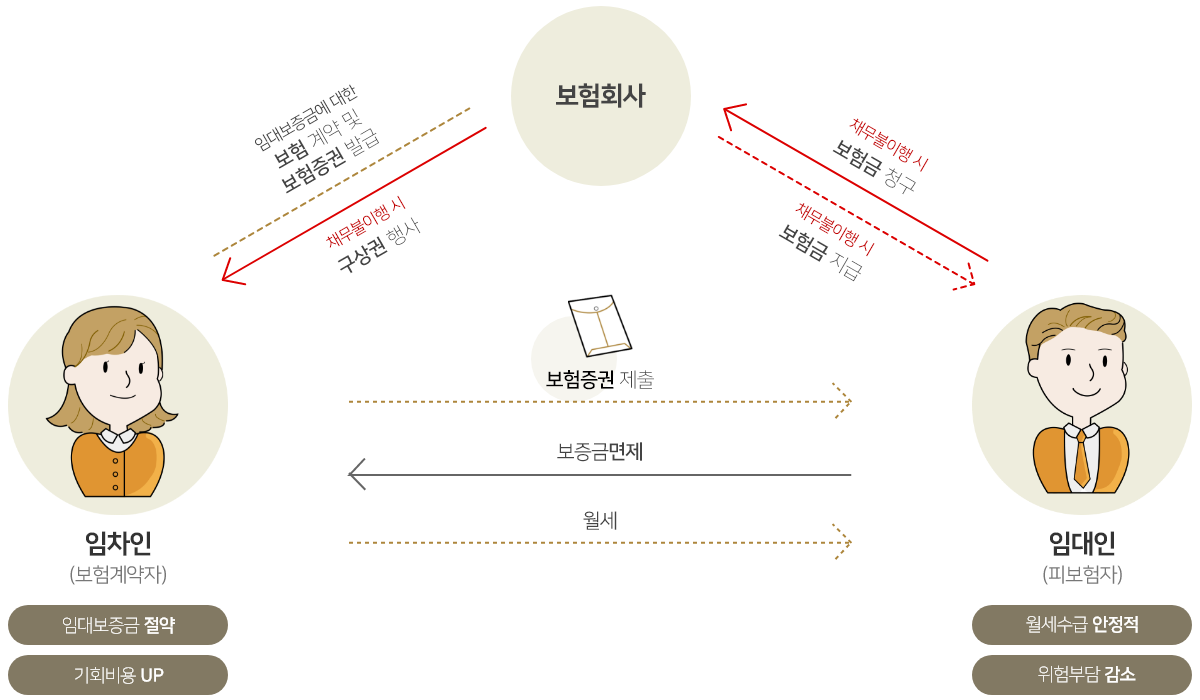 보험회사
임대보증금에 대한
보험 계약 및
보험증권 발급
채무불이행 시
구상권 행사
채무불이행 시
보험금 청구
채무불이행 시
보험금 지급
보험증권 제출
보증금면제
월세
임차인
(보험계약자)
임대보증금 절약
기회비용 UP
임대인
(피보험자)
월세수급 안정적
위험부담 감소